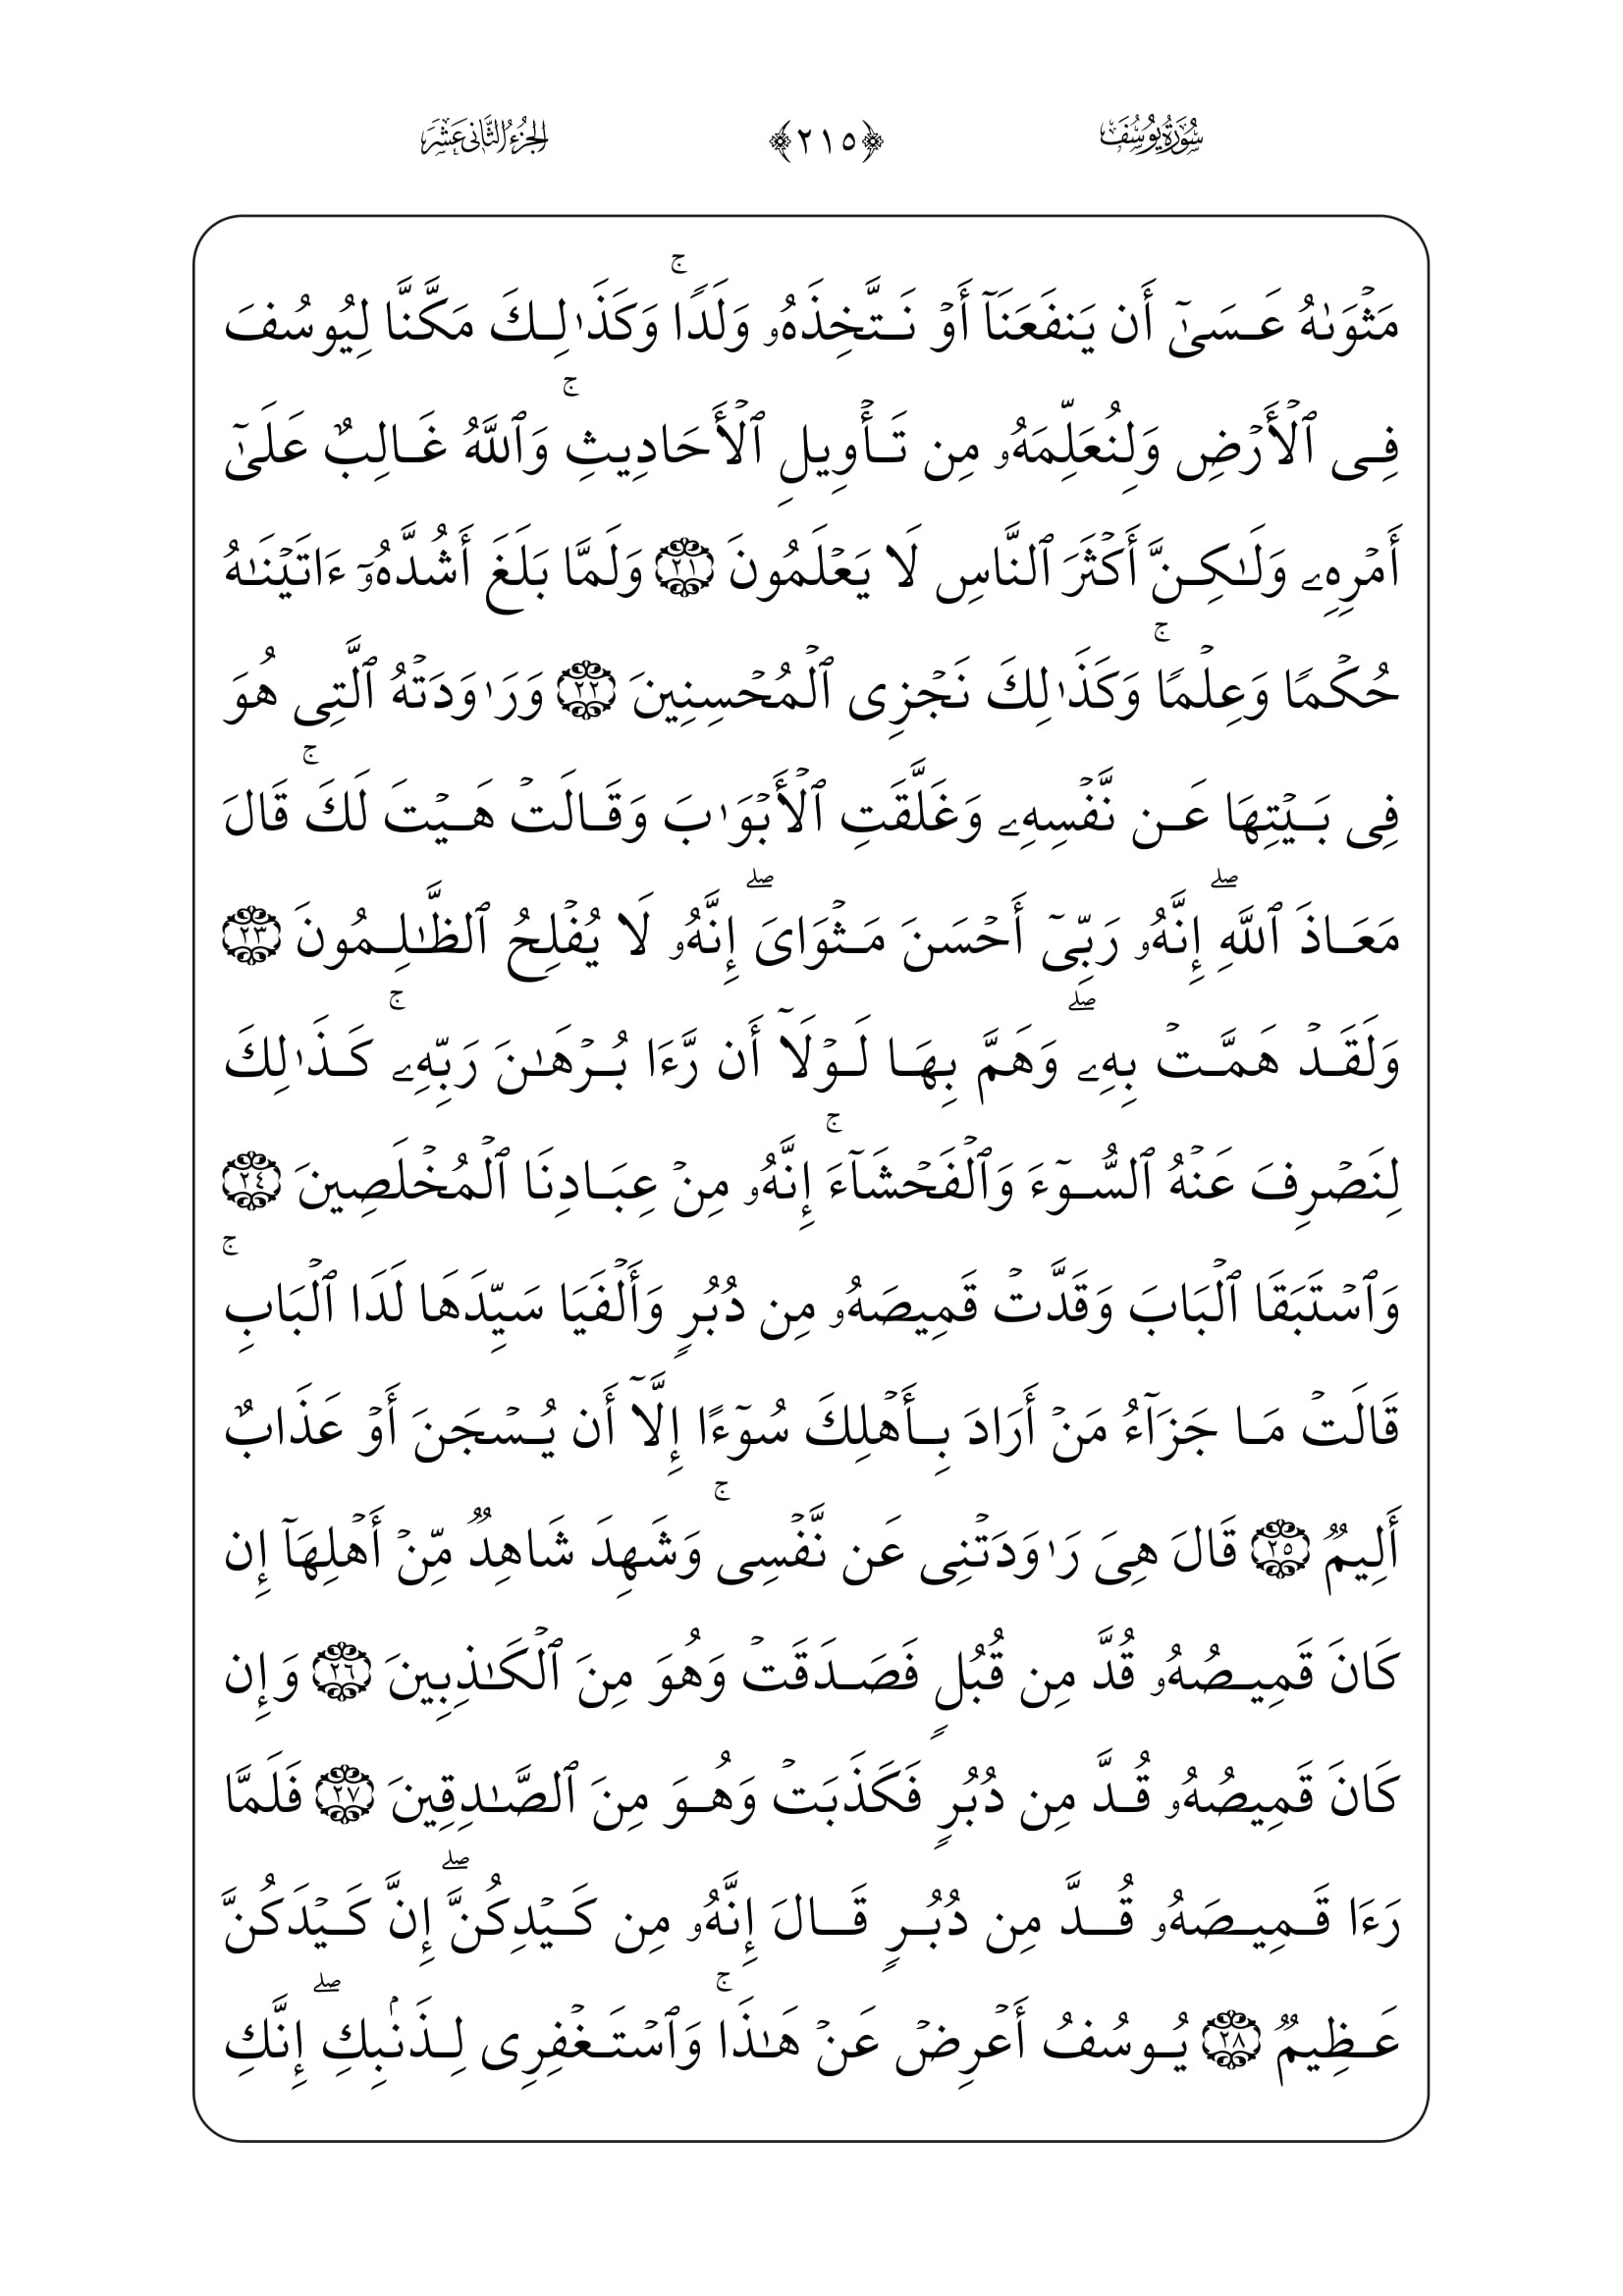 سُورَةُ يُوسُفَ ﴿٢١٥﴾ الجُزْءُ الثَّانِى عَشَرَ
مَثْوَىٰهُ عَسَىٰٓ أَن يَنفَعَنَآ أَوْ نَتَّخِذَهُۥ وَلَدًا ۚ وَكَذَٰلِكَ مَكَّنَّا لِيُوسُفَ
فِى ٱلْأَرْضِ وَلِنُعَلِّمَهُۥ مِن تَأْوِيلِ ٱلْأَحَادِيثِ ۚ وَٱللَّهُ غَالِبٌ عَلَىٰٓ
أَمْرِهِۦ وَلَـٰكِنَّ أَكْثَرَ ٱلنَّاسِ لَا يَعْلَمُونَ ٢١ وَلَمَّا بَلَغَ أَشُدَّهُۥٓ ءَاتَيْنَـٰهُ
حُكْمًا وَعِلْمًا ۚ وَكَذَٰلِكَ نَجْزِى ٱلْمُحْسِنِينَ ٢٢ وَرَٰوَدَتْهُ ٱلَّتِى هُوَ
فِى بَيْتِهَا عَن نَّفْسِهِۦ وَغَلَّقَتِ ٱلْأَبْوَٰبَ وَقَالَتْ هَيْتَ لَكَ ۚ قَالَ
مَعَاذَ ٱللَّهِ ۖ إِنَّهُۥ رَبِّىٓ أَحْسَنَ مَثْوَاىَ ۖ إِنَّهُۥ لَا يُفْلِحُ ٱلظَّـٰلِمُونَ ٢٣
وَلَقَدْ هَمَّتْ بِهِۦ ۖ وَهَمَّ بِهَا لَوْلَآ أَن رَّءَا بُرْهَـٰنَ رَبِّهِۦ ۚ كَذَٰلِكَ
لِنَصْرِفَ عَنْهُ ٱلسُّوٓءَ وَٱلْفَحْشَآءَ ۚ إِنَّهُۥ مِنْ عِبَادِنَا ٱلْمُخْلَصِينَ ٢٤
وَٱسْتَبَقَا ٱلْبَابَ وَقَدَّتْ قَمِيصَهُۥ مِن دُبُرٍ وَأَلْفَيَا سَيِّدَهَا لَدَا ٱلْبَابِ ۚ
قَالَتْ مَا جَزَآءُ مَنْ أَرَادَ بِأَهْلِكَ سُوٓءًا إِلَّآ أَن يُسْجَنَ أَوْ عَذَابٌ
أَلِيمٌ ٢٥ قَالَ هِىَ رَٰوَدَتْنِى عَن نَّفْسِى ۚ وَشَهِدَ شَاهِدٌ مِّنْ أَهْلِهَآ إِن
كَانَ قَمِيصُهُۥ قُدَّ مِن قُبُلٍ فَصَدَقَتْ وَهُوَ مِنَ ٱلْكَـٰذِبِينَ ٢٦ وَإِن
كَانَ قَمِيصُهُۥ قُدَّ مِن دُبُرٍ فَكَذَبَتْ وَهُوَ مِنَ ٱلصَّـٰدِقِينَ ٢٧ فَلَمَّا
رَءَا قَمِيصَهُۥ قُدَّ مِن دُبُرٍ قَالَ إِنَّهُۥ مِن كَيْدِكُنَّ ۖ إِنَّ كَيْدَكُنَّ
عَظِيمٌ ٢٨ يُوسُفُ أَعْرِضْ عَنْ هَـٰذَا ۚ وَٱسْتَغْفِرِى لِذَنۢبِكِ ۖ إِنَّكِ